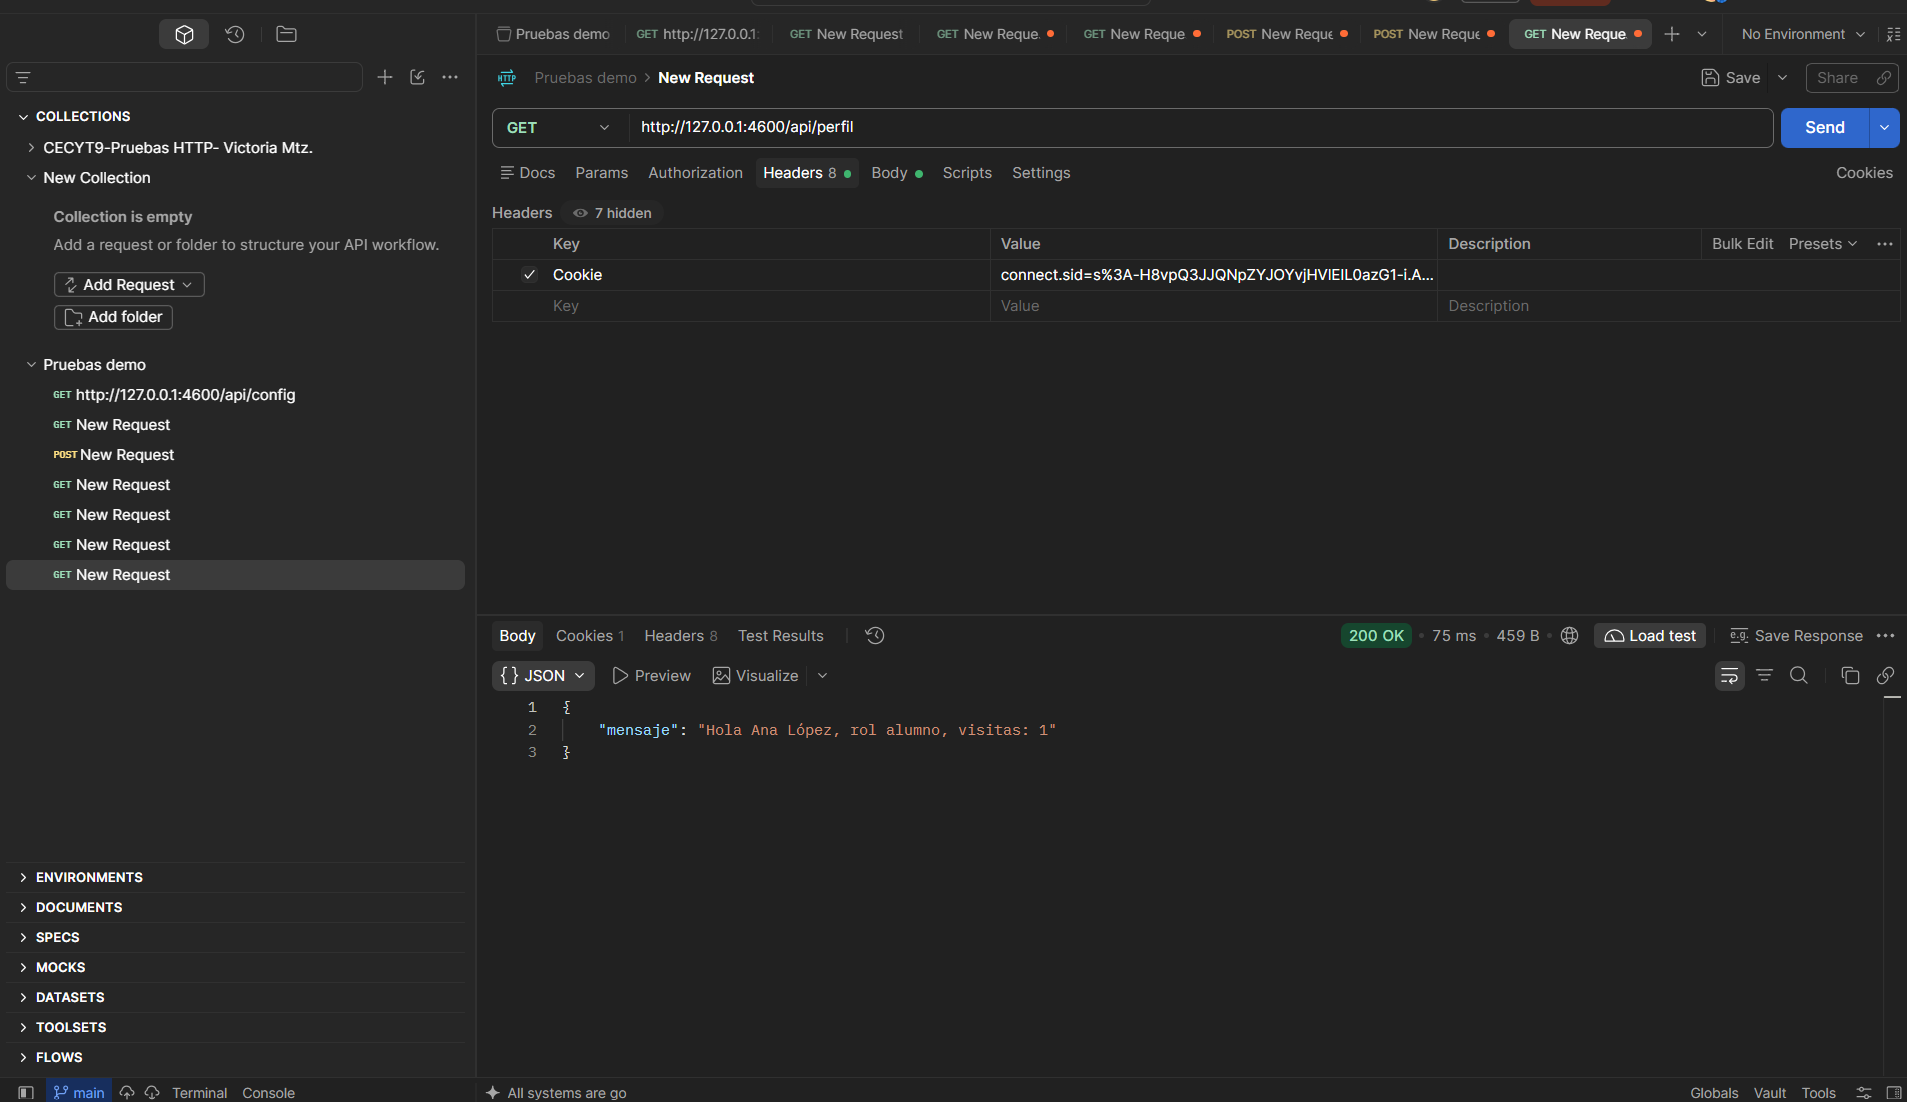 COLLECTIONS
CECYT9-Pruebas HTTP- Victoria Mtz.
New Collection
Collection is empty
Add a request or folder to structure your API workflow.
Add Request
Add folder
Pruebas demo
GET http://127.0.0.1:4600/api/config
GET New Request
POST New Request
GET New Request
GET New Request
GET New Request
GET New Request
ENVIRONMENTS
DOCUMENTS
SPECS
MOCKS
DATASETS
TOOLSETS
FLOWS
Pruebas demo GET http://127.0.0.1: GET New Request GET New Reque GET New Reque POST New Reque POST New Reque GET New Reque No Environment
HTTP Pruebas demo > New Request Save Share
GET http://127.0.0.1:4600/api/perfil Send
Docs Params Authorization Headers 8 Body Scripts Settings Cookies
Headers 7 hidden
Key Value Description Bulk Edit Presets
Cookie connect.sid=s%3A-H8vpQ3JJQNpZYJOYvjHVIEIL0azG1-i.A...
Key Value Description
Body Cookies 1 Headers 8 Test Results 200 OK • 75 ms • 459 B • Load test e.g. Save Response
{} JSON Preview Visualize
1 {
2 "mensaje": "Hola Ana López, rol alumno, visitas: 1"
3 }
main Terminal Console All systems are go Globals Vault Tools